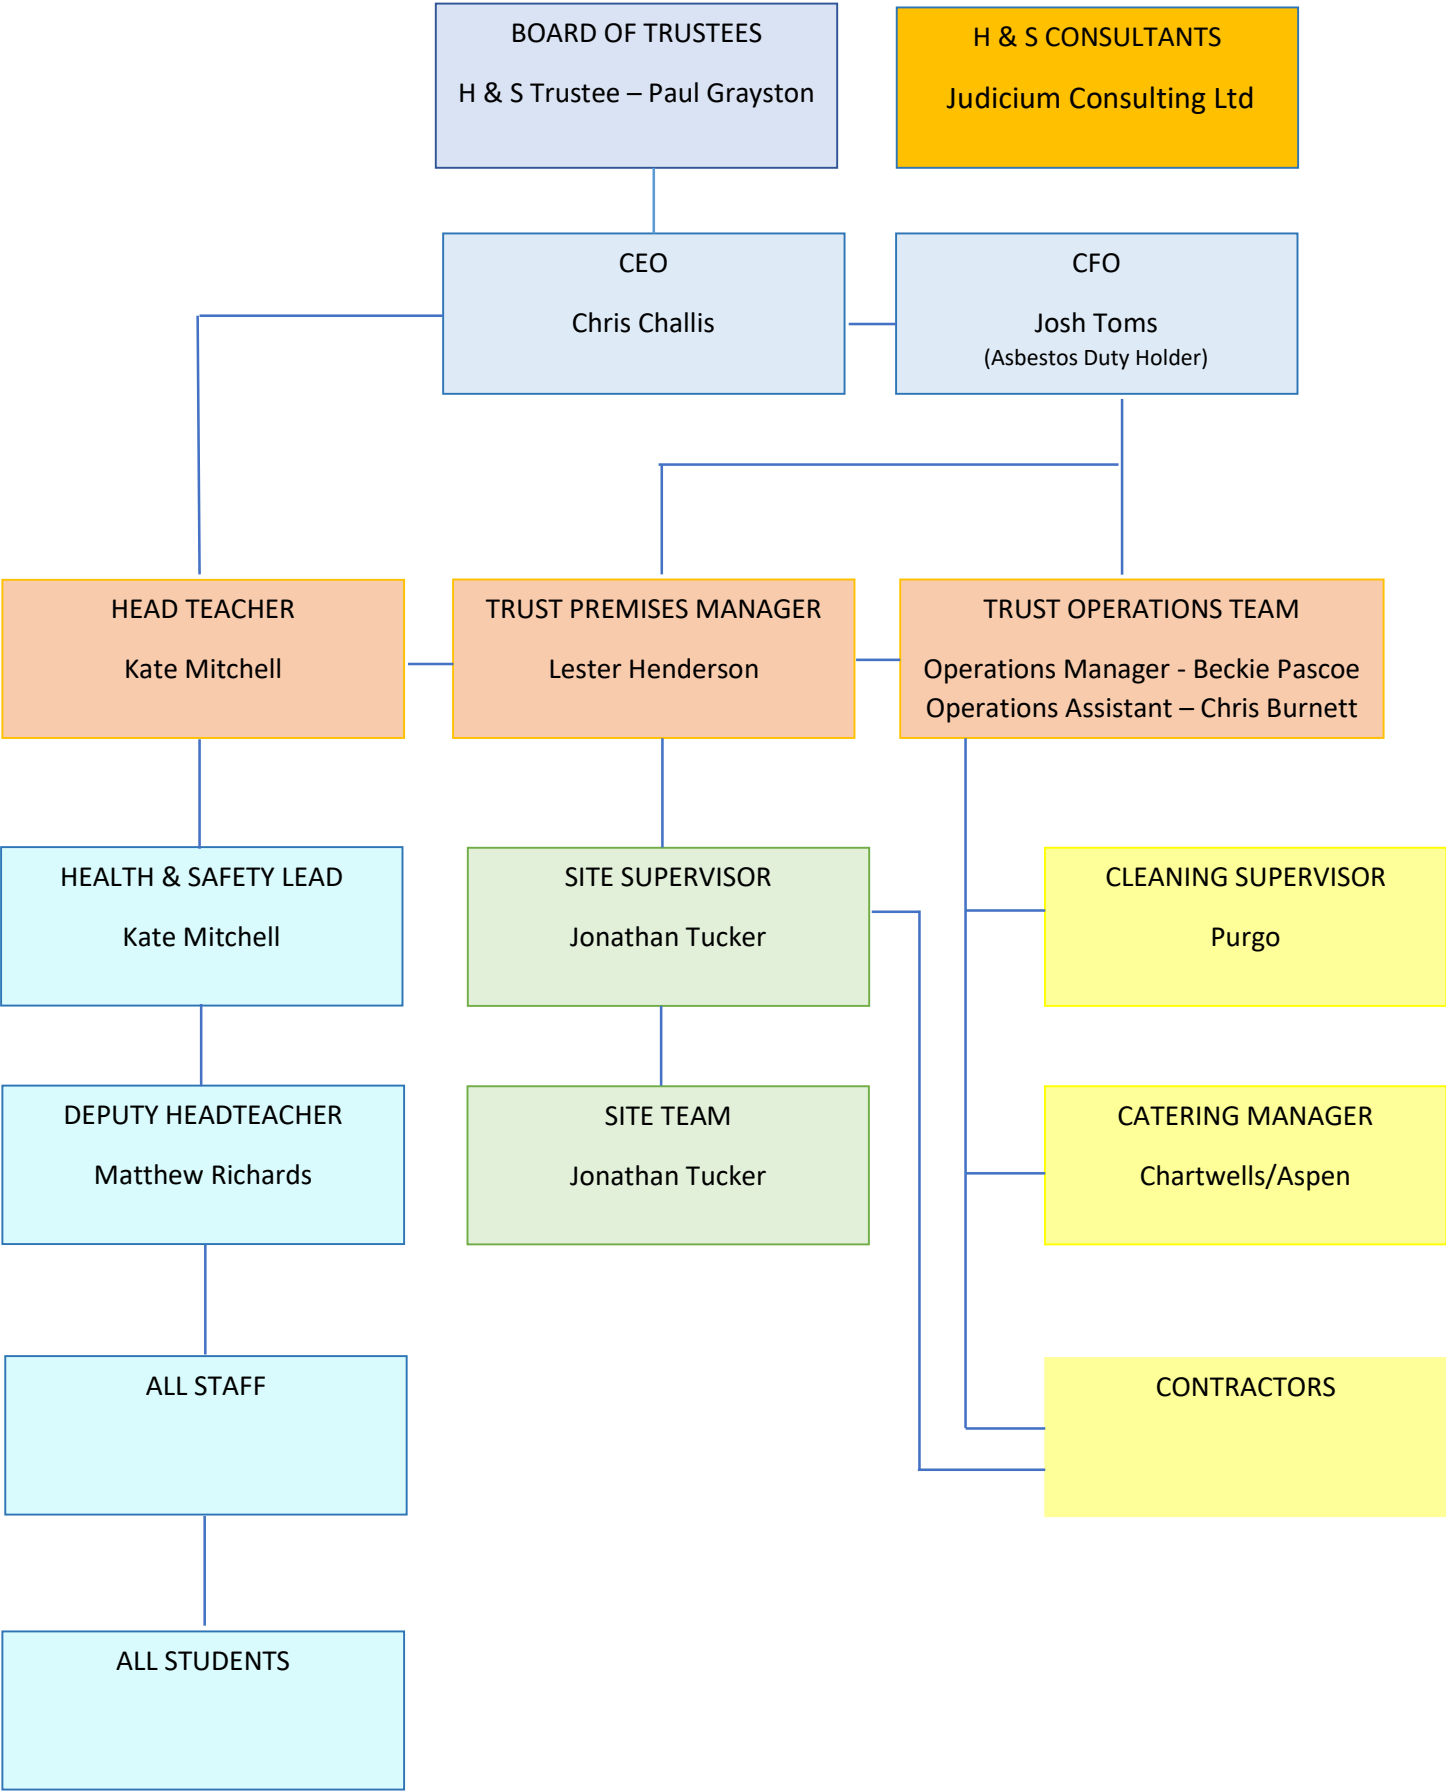 BOARD OF TRUSTEES
H & S Trustee – Paul Grayston
H & S CONSULTANTS
Judicium Consulting Ltd
CEO
Chris Challis
CFO
Josh Toms
(Asbestos Duty Holder)
HEAD TEACHER
Kate Mitchell
TRUST PREMISES MANAGER
Lester Henderson
TRUST OPERATIONS TEAM
Operations Manager - Beckie Pascoe
Operations Assistant – Chris Burnett
HEALTH & SAFETY LEAD
Kate Mitchell
SITE SUPERVISOR
Jonathan Tucker
CLEANING SUPERVISOR
Purgo
DEPUTY HEADTEACHER
Matthew Richards
SITE TEAM
Jonathan Tucker
CATERING MANAGER
Chartwells/Aspen
ALL STAFF
CONTRACTORS
ALL STUDENTS